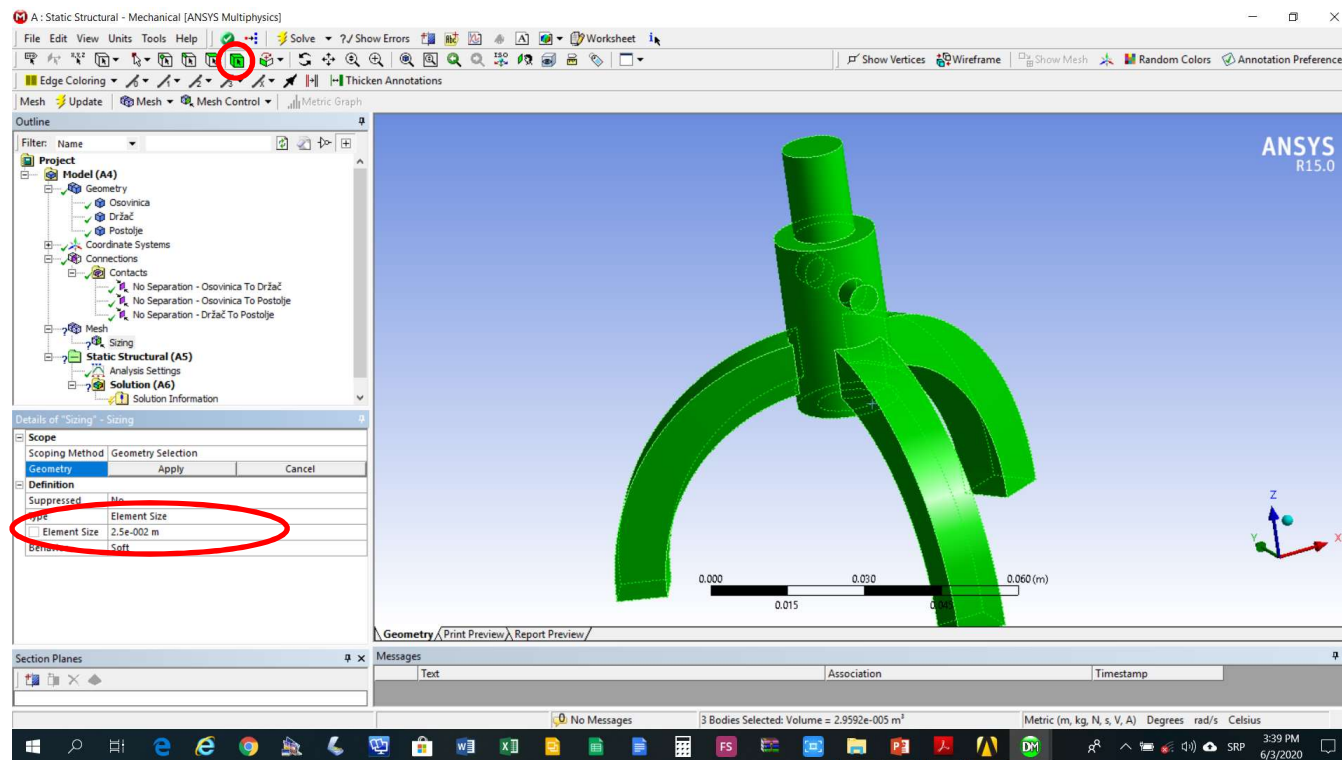 A : Static Structural - Mechanical [ANSYS Multiphysics]
File Edit View Units Tools Help Solve ?/ Show Errors Worksheet
Show Vertices Wireframe Show Mesh Random Colors Annotation Preference
Edge Coloring Thicken Annotations
Mesh Update Mesh Mesh Control Metric Graph
Outline
Filter: Name
Project
Model (A4)
Geometry
Osovinica
Držač
Postolje
Coordinate Systems
Connections
Contacts
No Separation - Osovinica To Držač
No Separation - Osovinica To Postolje
No Separation - Držač To Postolje
Mesh
Sizing
Static Structural (A5)
Analysis Settings
Solution (A6)
Solution Information
Details of "Sizing" - Sizing
Scope
Scoping Method Geometry Selection
Geometry Apply Cancel
Definition
Suppressed No
Type Element Size
Element Size 2.5e-002 m
Soft
ANSYS
R15.0
Z
Y X
0.000 0.030 0.060 (m)
0.015 0.045
Geometry Print Preview Report Preview
Section Planes
Messages
Text Association Timestamp
0 No Messages 3 Bodies Selected: Volume = 2.9592e-005 m³ Metric (m, kg, N, s, V, A) Degrees rad/s Celsius
FS DM SRP 3:39 PM
6/3/2020